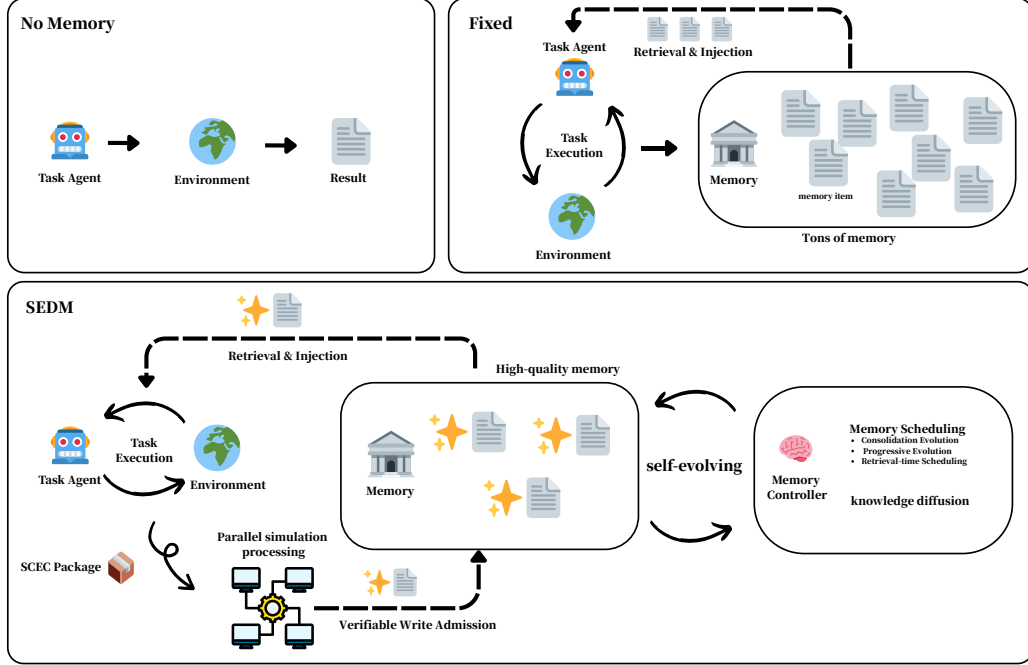 No Memory
Task Agent
Environment
Result
Fixed
Task Agent
Retrieval & Injection
Task
Execution
Environment
Memory
memory item
Tons of memory
SEDM
Retrieval & Injection
High-quality memory
Task
Execution
Task Agent
Environment
Memory
self-evolving
Memory
Controller
Memory Scheduling
• Consolidation Evolution
• Progressive Evolution
• Retrieval-time Scheduling
knowledge diffusion
SCEC Package
Parallel simulation
processing
Verifiable Write Admission